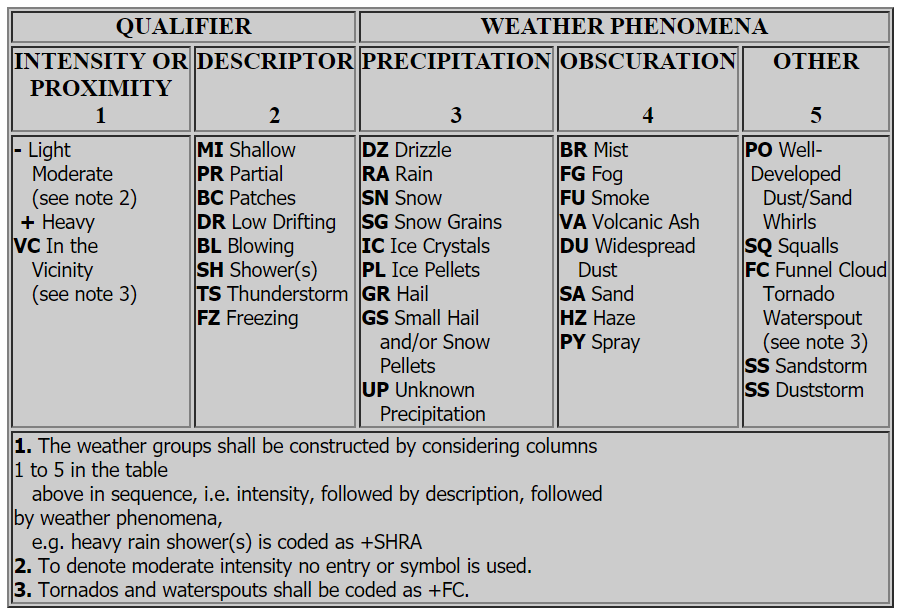 QUALIFIER
WEATHER PHENOMENA
INTENSITY OR
PROXIMITY
1
DESCRIPTOR
2
PRECIPITATION
3
OBSCURATION
4
OTHER
5
- Light
Moderate
(see note 2)
+ Heavy
VC In the
Vicinity
(see note 3)
MI Shallow
PR Partial
BC Patches
DR Low Drifting
BL Blowing
SH Shower(s)
TS Thunderstorm
FZ Freezing
DZ Drizzle
RA Rain
SN Snow
SG Snow Grains
IC Ice Crystals
PL Ice Pellets
GR Hail
GS Small Hail
and/or Snow
Pellets
UP Unknown
Precipitation
BR Mist
FG Fog
FU Smoke
VA Volcanic Ash
DU Widespread
Dust
SA Sand
HZ Haze
PY Spray
PO Well-
Developed
Dust/Sand
Whirls
SQ Squalls
FC Funnel Cloud
Tornado
Waterspout
(see note 3)
SS Sandstorm
SS Duststorm
1. The weather groups shall be constructed by considering columns
1 to 5 in the table
above in sequence, i.e. intensity, followed by description, followed
by weather phenomena,
e.g. heavy rain shower(s) is coded as +SHRA
2. To denote moderate intensity no entry or symbol is used.
3. Tornados and waterspouts shall be coded as +FC.